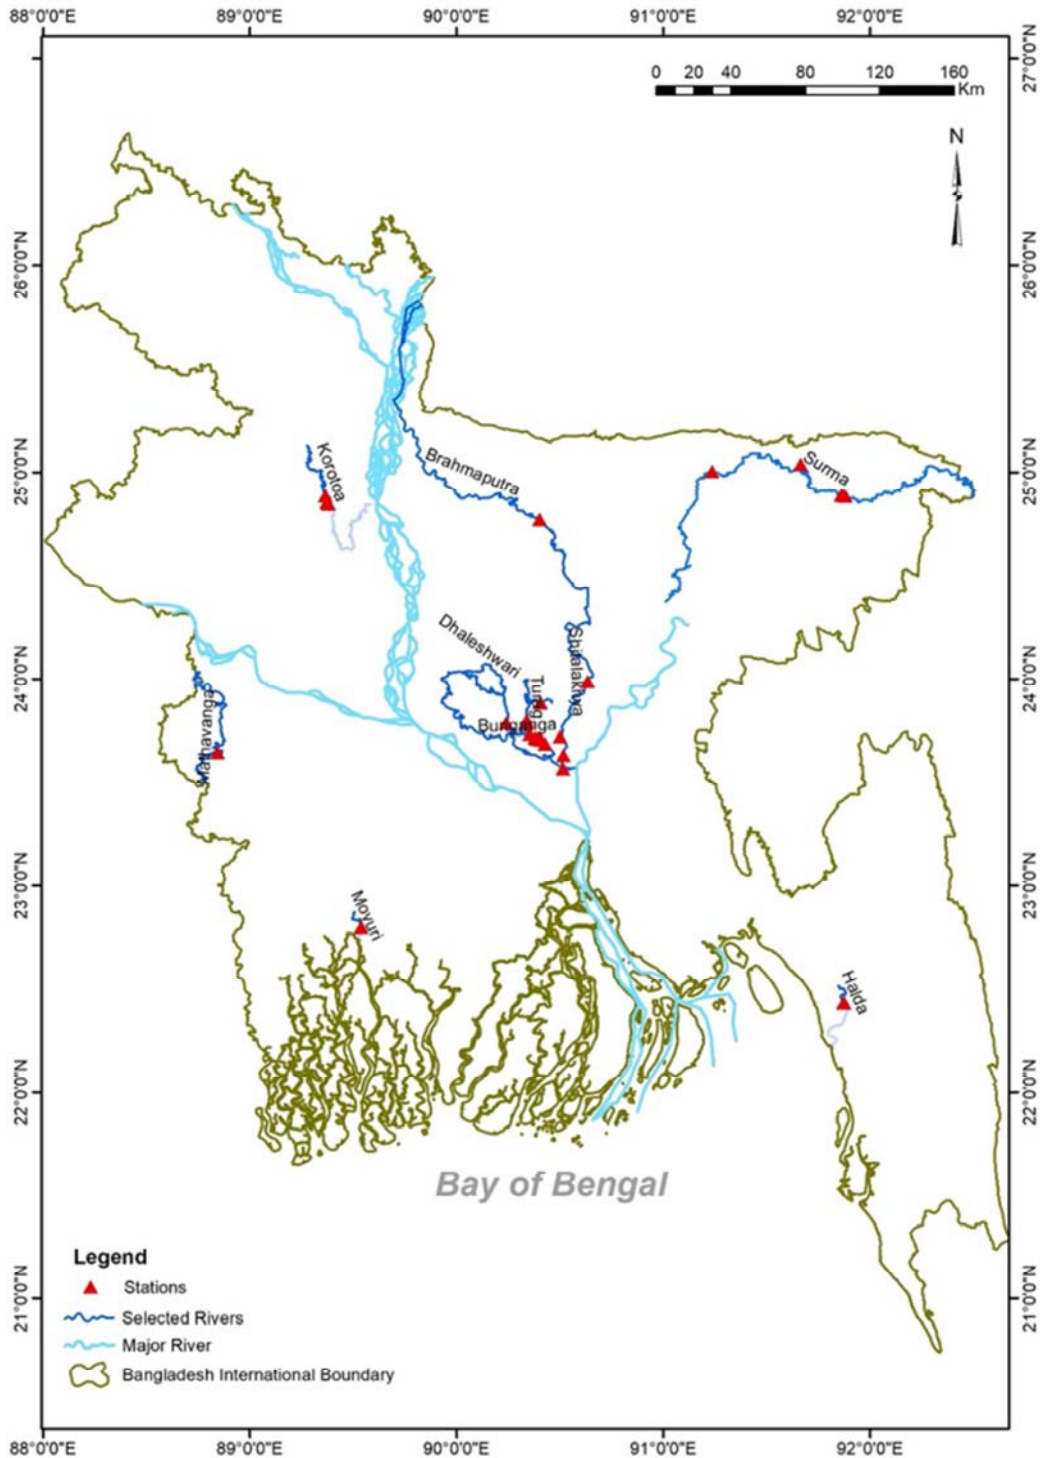 88°0'0"E 89°0'0"E 90°0'0"E 91°0'0"E 92°0'0"E
0 20 40 80 120 160
Km
27°0'0"N
N
26°0'0"N 26°0'0"N
25°0'0"N 25°0'0"N
Korotoa
Brahmaputra
Surma
Dhaleshwari
Shitalakhya
Turag
Buriganga
24°0'0"N 24°0'0"N
Mathavanga
23°0'0"N 23°0'0"N
Moyuri
Halda
22°0'0"N 22°0'0"N
Bay of Bengal
21°0'0"N 21°0'0"N
Legend
Stations
Selected Rivers
Major River
Bangladesh International Boundary
88°0'0"E 89°0'0"E 90°0'0"E 91°0'0"E 92°0'0"E